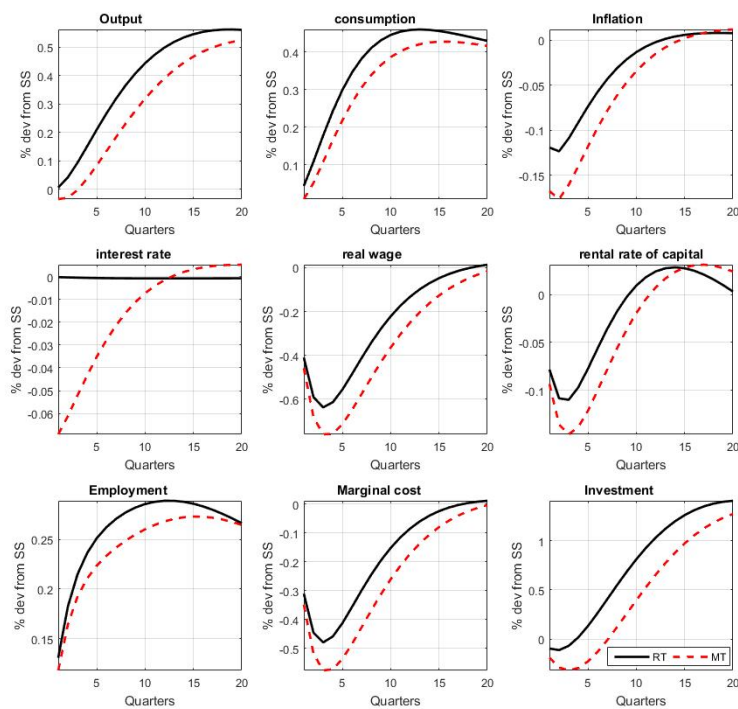 Output
% dev from SS
0.5
0.4
0.3
0.2
0.1
0
5
10
15
20
Quarters
consumption
% dev from SS
0.4
0.3
0.2
0.1
5
10
15
20
Quarters
Inflation
% dev from SS
0
-0.05
-0.1
-0.15
5
10
15
20
Quarters
interest rate
% dev from SS
0
-0.01
-0.02
-0.03
-0.04
-0.05
-0.06
5
10
15
20
Quarters
real wage
% dev from SS
0
-0.2
-0.4
-0.6
5
10
15
20
Quarters
rental rate of capital
% dev from SS
0
-0.05
-0.1
5
10
15
20
Quarters
Employment
% dev from SS
0.25
0.2
0.15
5
10
15
20
Quarters
Marginal cost
% dev from SS
0
-0.1
-0.2
-0.3
-0.4
-0.5
5
10
15
20
Quarters
Investment
% dev from SS
1
0.5
0
5
10
15
20
Quarters
RT
MT